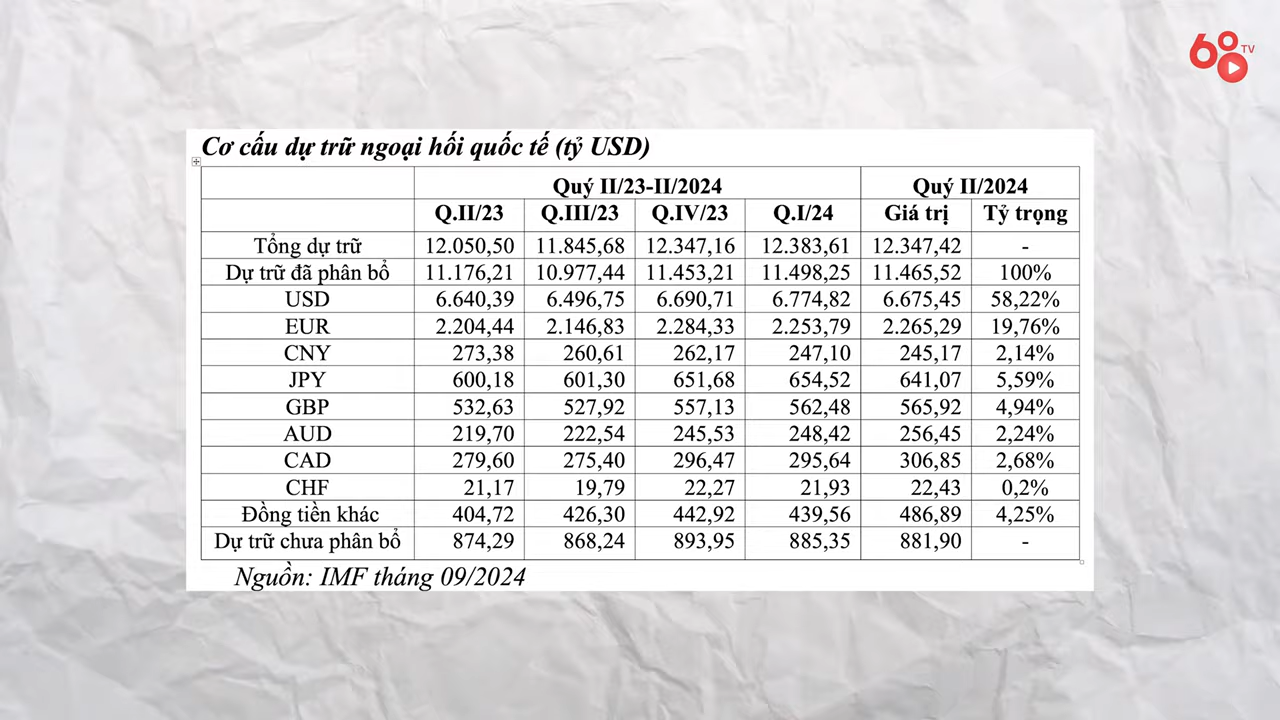 68 TV
Cơ cấu dự trữ ngoại hối quốc tế (tỷ USD)
Quý II/23-II/2024 Quý II/2024
Q.II/23 Q.III/23 Q.IV/23 Q.I/24 Giá trị Tỷ trọng
Tổng dự trữ 12.050,50 11.845,68 12.347,16 12.383,61 12.347,42 -
Dự trữ đã phân bổ 11.176,21 10.977,44 11.453,21 11.498,25 11.465,52 100%
USD 6.640,39 6.496,75 6.690,71 6.774,82 6.675,45 58,22%
EUR 2.204,44 2.146,83 2.284,33 2.253,79 2.265,29 19,76%
CNY 273,38 260,61 262,17 247,10 245,17 2,14%
JPY 600,18 601,30 651,68 654,52 641,07 5,59%
GBP 532,63 527,92 557,13 562,48 565,92 4,94%
AUD 219,70 222,54 245,53 248,42 256,45 2,24%
CAD 279,60 275,40 296,47 295,64 306,85 2,68%
CHF 21,17 19,79 22,27 21,93 22,43 0,2%
Đồng tiền khác 404,72 426,30 442,92 439,56 486,89 4,25%
Dự trữ chưa phân bổ 874,29 868,24 893,95 885,35 881,90 -
Nguồn: IMF tháng 09/2024